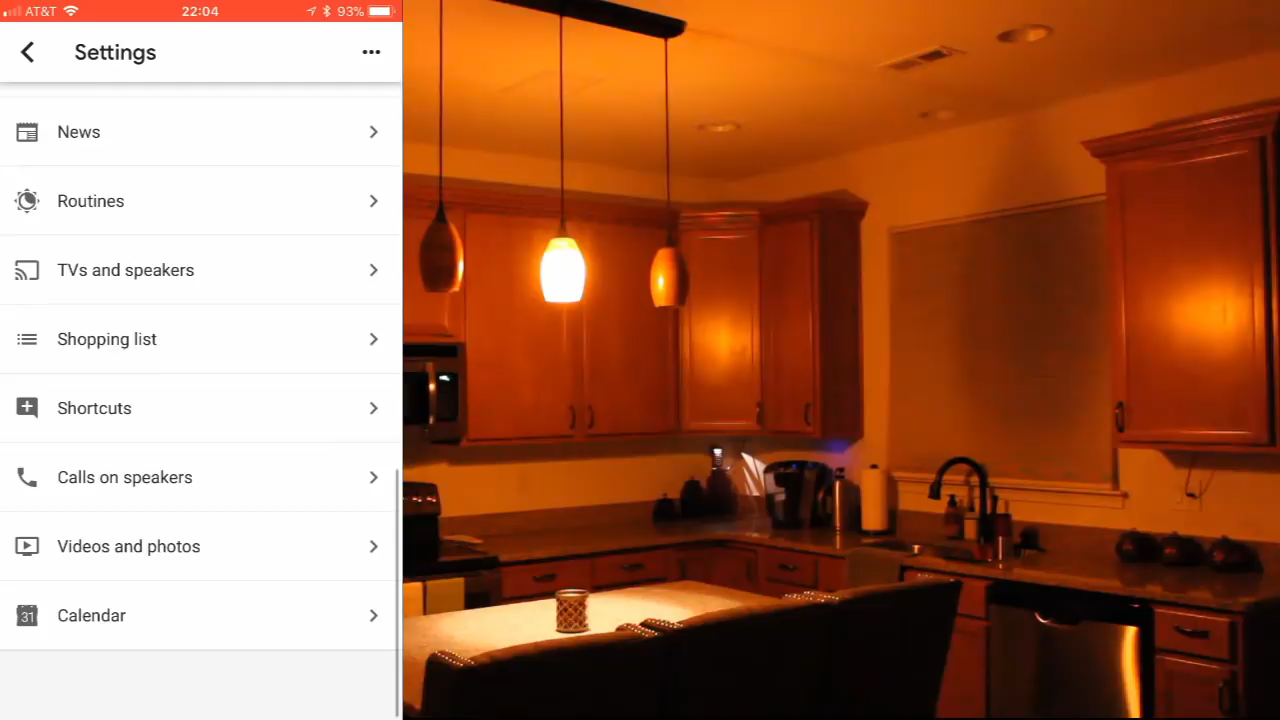 AT&T 22:04 93%
Settings
News
Routines
TVs and speakers
Shopping list
Shortcuts
Calls on speakers
Videos and photos
31 Calendar